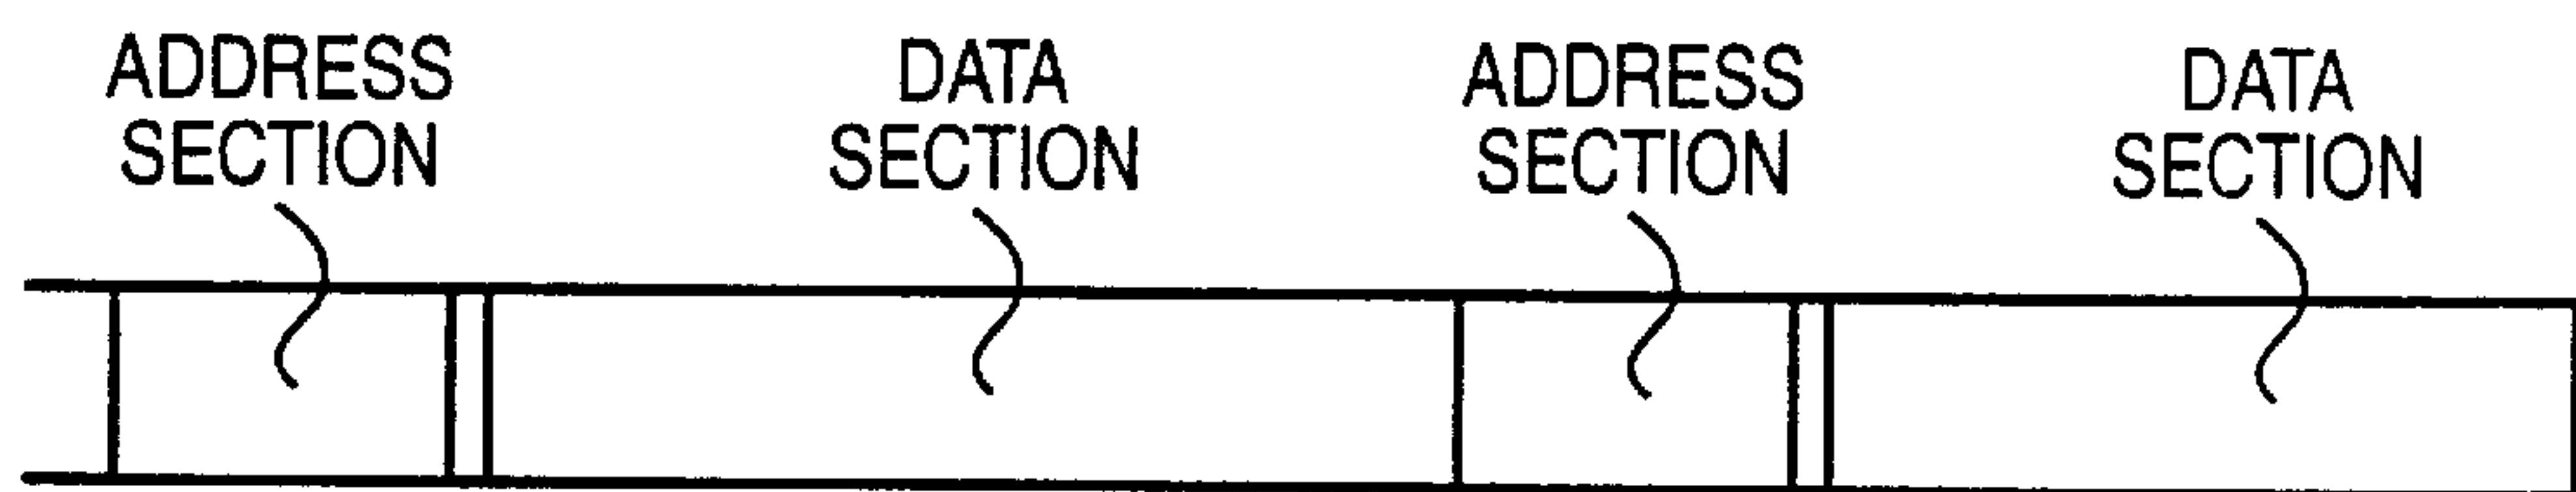 ADDRESS
SECTION
DATA
SECTION
ADDRESS
SECTION
DATA
SECTION